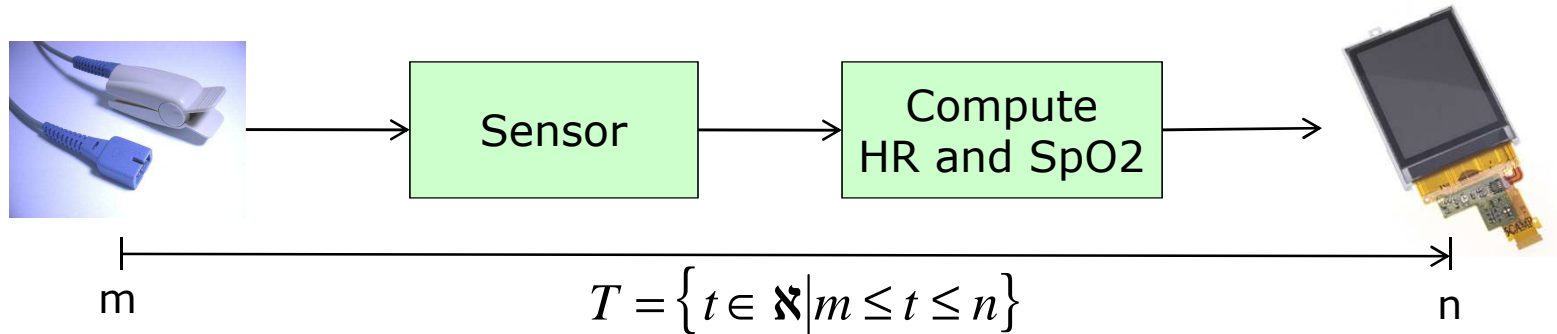 Sensor
Compute
HR and SpO2
m
T = {t ∈ ℵ|m ≤ t ≤ n}
n